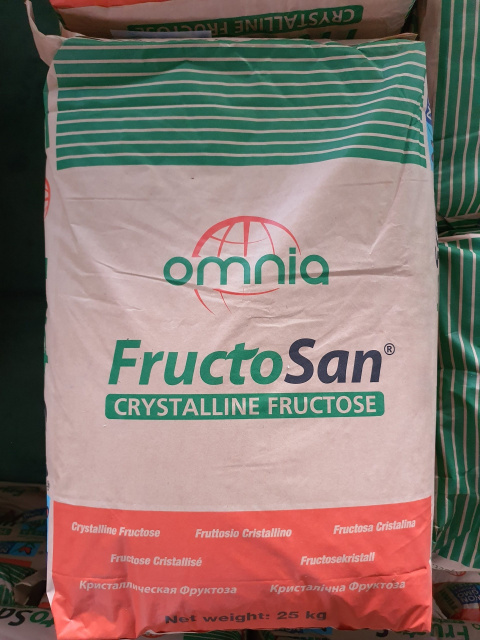 CRYSTALLINE FRUCTOSE
omnia
FructoSan®
CRYSTALLINE FRUCTOSE
Crystalline Fructose Fruttosio Cristallino Fructosa Cristalina
Fructose Cristallisé Fructosekristall
Кристаллическая Фруктоза Кристалічна Фруктоза
Net weight: 25 kg